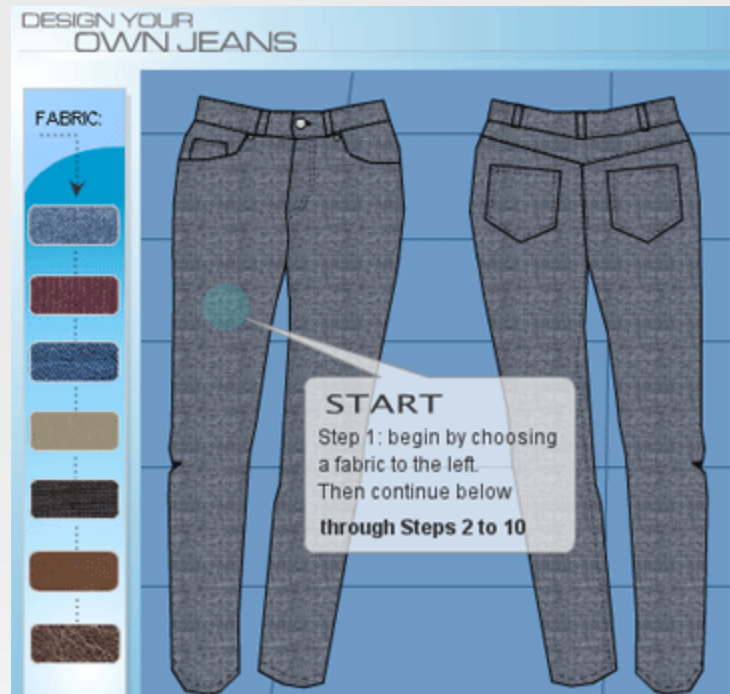 DESIGN YOUR
OWN JEANS
FABRIC:
START
Step 1: begin by choosing
a fabric to the left.
Then continue below
through Steps 2 to 10